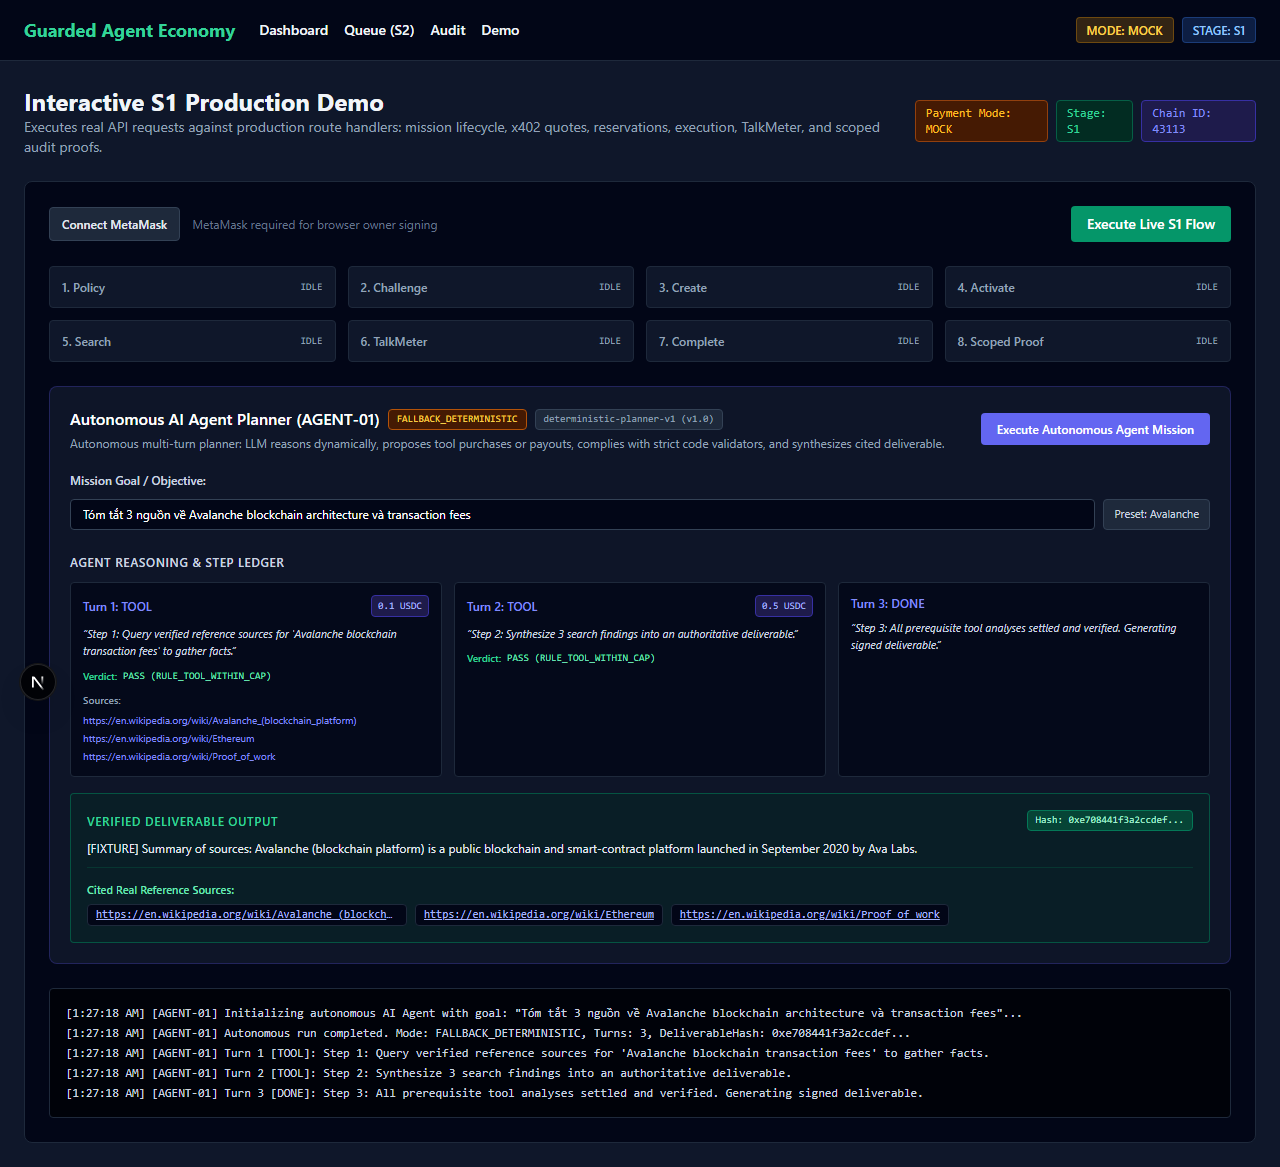 Guarded Agent Economy
Dashboard
Queue (S2)
Audit
Demo
MODE: MOCK
STAGE: S1
Interactive S1 Production Demo
Executes real API requests against production route handlers: mission lifecycle, x402 quotes, reservations, execution, TalkMeter, and scoped
audit proofs.
Payment Mode:
MOCK
Stage:
S1
Chain ID:
43113
Connect MetaMask
MetaMask required for browser owner signing
Execute Live S1 Flow
1. Policy
IDLE
2. Challenge
IDLE
3. Create
IDLE
4. Activate
IDLE
5. Search
IDLE
6. TalkMeter
IDLE
7. Complete
IDLE
8. Scoped Proof
IDLE
Autonomous AI Agent Planner (AGENT-01)
FALLBACK_DETERMINISTIC
deterministic-planner-v1 (v1.0)
Autonomous multi-turn planner: LLM reasons dynamically, proposes tool purchases or payouts, complies with strict code validators, and synthesizes cited deliverable.
Execute Autonomous Agent Mission
Mission Goal / Objective:
Tóm tắt 3 nguồn về Avalanche blockchain architecture và transaction fees
Preset: Avalanche
AGENT REASONING & STEP LEDGER
Turn 1: TOOL
0.1 USDC
"Step 1: Query verified reference sources for 'Avalanche blockchain
transaction fees' to gather facts."
Verdict: PASS (RULE_TOOL_WITHIN_CAP)
Sources:
https://en.wikipedia.org/wiki/Avalanche_(blockchain_platform)
https://en.wikipedia.org/wiki/Ethereum
https://en.wikipedia.org/wiki/Proof_of_work
Turn 2: TOOL
0.5 USDC
"Step 2: Synthesize 3 search findings into an authoritative deliverable."
Verdict: PASS (RULE_TOOL_WITHIN_CAP)
Turn 3: DONE
"Step 3: All prerequisite tool analyses settled and verified. Generating
signed deliverable."
N
VERIFIED DELIVERABLE OUTPUT
Hash: 0xe708441f3a2ccdef...
[FIXTURE] Summary of sources: Avalanche (blockchain platform) is a public blockchain and smart-contract platform launched in September 2020 by Ava Labs.
Cited Real Reference Sources:
https://en.wikipedia.org/wiki/Avalanche_(blockch…
https://en.wikipedia.org/wiki/Ethereum
https://en.wikipedia.org/wiki/Proof_of_work
[1:27:18 AM] [AGENT-01] Initializing autonomous AI Agent with goal: "Tóm tắt 3 nguồn về Avalanche blockchain architecture và transaction fees"...
[1:27:18 AM] [AGENT-01] Autonomous run completed. Mode: FALLBACK_DETERMINISTIC, Turns: 3, DeliverableHash: 0xe708441f3a2ccdef...
[1:27:18 AM] [AGENT-01] Turn 1 [TOOL]: Step 1: Query verified reference sources for 'Avalanche blockchain transaction fees' to gather facts.
[1:27:18 AM] [AGENT-01] Turn 2 [TOOL]: Step 2: Synthesize 3 search findings into an authoritative deliverable.
[1:27:18 AM] [AGENT-01] Turn 3 [DONE]: Step 3: All prerequisite tool analyses settled and verified. Generating signed deliverable.